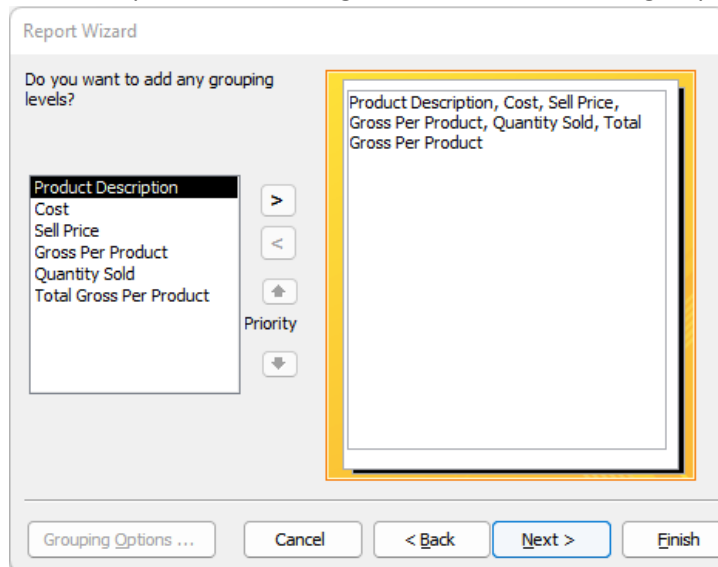 Report Wizard
Do you want to add any grouping
levels?
Product Description
Cost
Sell Price
Gross Per Product
Quantity Sold
Total Gross Per Product
>
<
Priority
Product Description, Cost, Sell Price,
Gross Per Product, Quantity Sold, Total
Gross Per Product
Grouping Options ...
Cancel
< Back
Next >
Finish